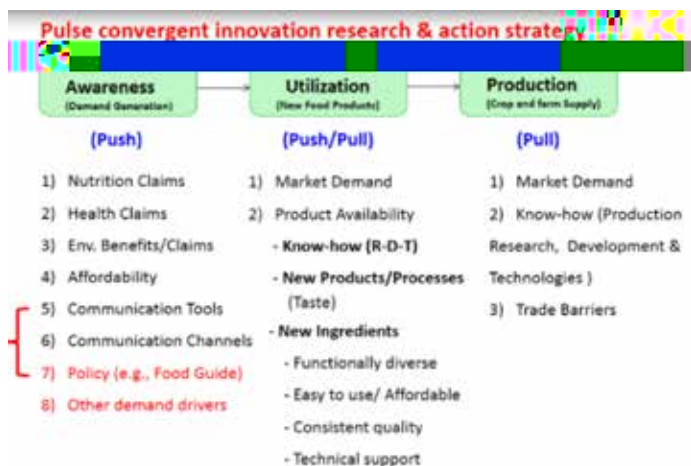 Pulse convergent innovation research & action strategy
Awareness
(Demand Generation)
(Push)
1) Nutrition Claims
2) Health Claims
3) Env. Benefits/Claims
4) Affordability
5) Communication Tools
6) Communication Channels
7) Policy (e.g., Food Guide)
8) Other demand drivers
Utilization
(New Food Products)
(Push/Pull)
1) Market Demand
2) Product Availability
- Know-how (R-D-T)
- New Products/Processes
(Taste)
- New Ingredients
- Functionally diverse
- Easy to use/ Affordable
- Consistent quality
- Technical support
Production
(Crop and farm Supply)
(Pull)
1) Market Demand
2) Know-how (Production
Research, Development &
Technologies )
3) Trade Barriers